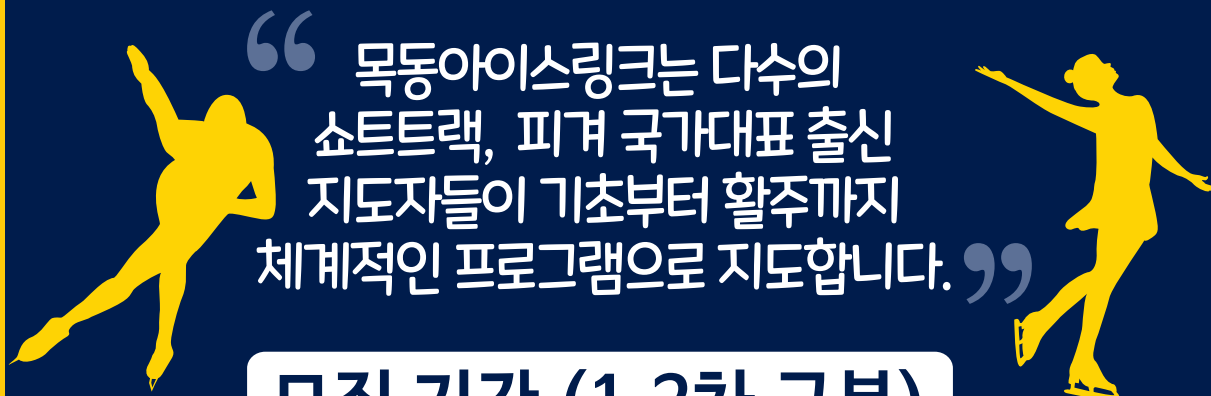 목동아이스링크는 다수의
쇼트트랙, 피겨 국가대표 출신
지도자들이 기초부터 활주까지
체계적인 프로그램으로 지도합니다.